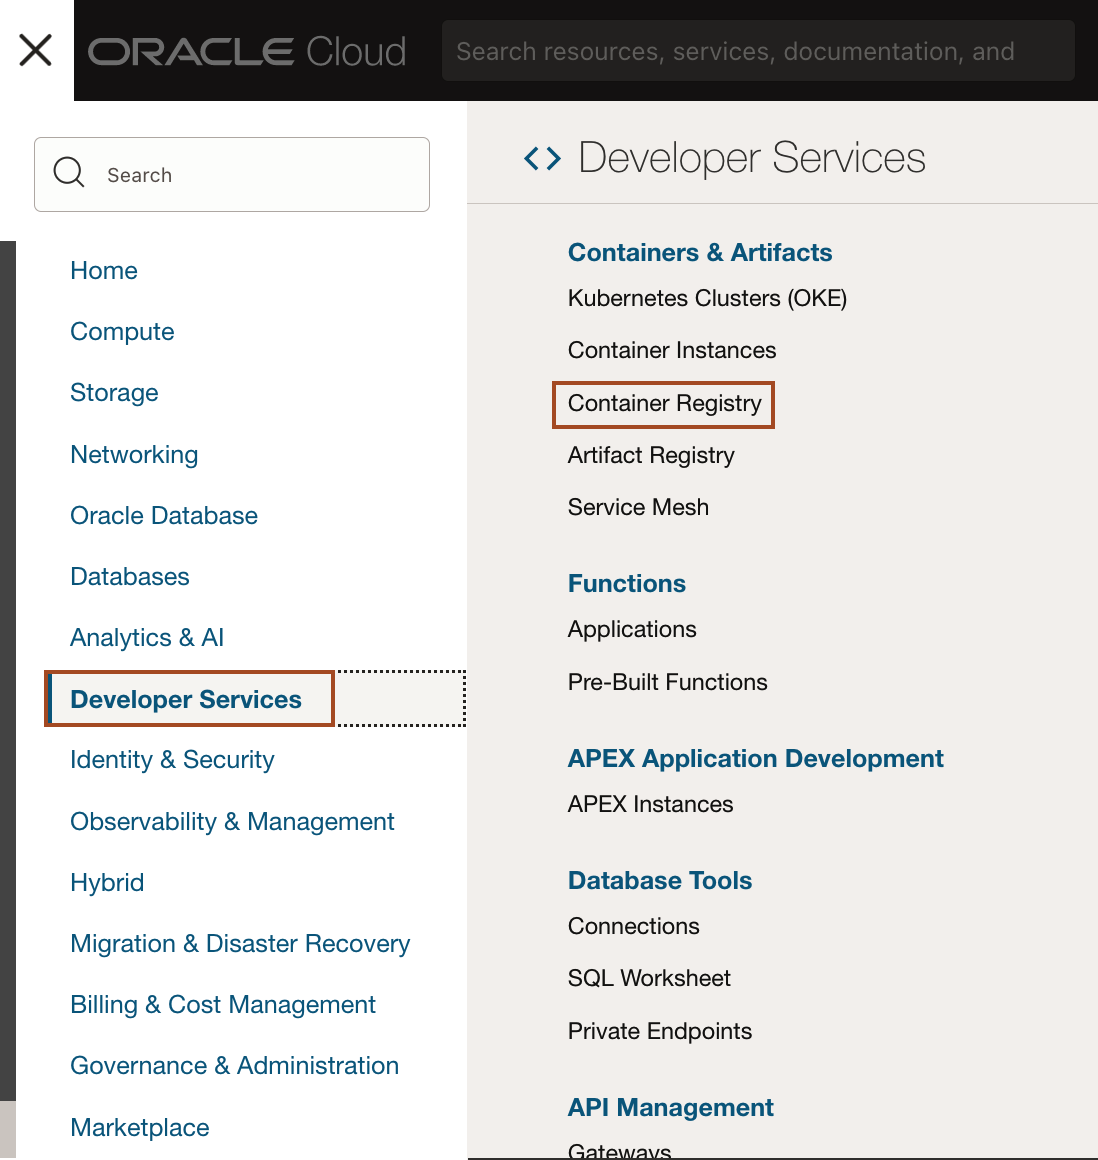 ORACLE Cloud
Search resources, services, documentation, and
Search
Home
Compute
Storage
Networking
Oracle Database
Databases
Analytics & AI
Developer Services
Identity & Security
Observability & Management
Hybrid
Migration & Disaster Recovery
Billing & Cost Management
Governance & Administration
Marketplace
Developer Services
Containers & Artifacts
Kubernetes Clusters (OKE)
Container Instances
Container Registry
Artifact Registry
Service Mesh
Functions
Applications
Pre-Built Functions
APEX Application Development
APEX Instances
Database Tools
Connections
SQL Worksheet
Private Endpoints
API Management
Gateways